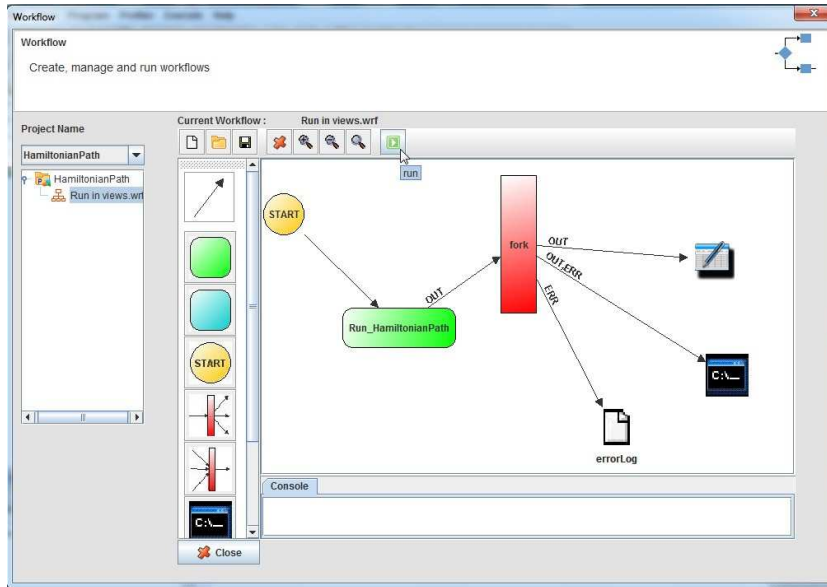 Workflow
Workflow
Create, manage and run workflows
Project Name
Current Workflow :
Run in views.wrf
HamiltonianPath
HamiltonianPath
Run in views.wrf
run
START
fork
OUT
OUT,ERR
ERR
OUT
Run_HamiltonianPath
START
C:\_
errorLog
Console
C:\_
Close